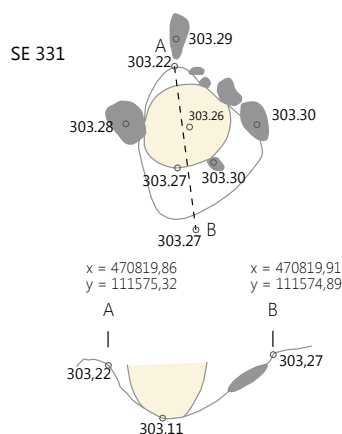 SE 331
A
303.29
303.22
303.28
303.26
303.30
303.27
303.30
303.27
B
x = 470819,86
y = 111575,32
x = 470819,91
y = 111574,89
A
B
303,22
303,27
303.11